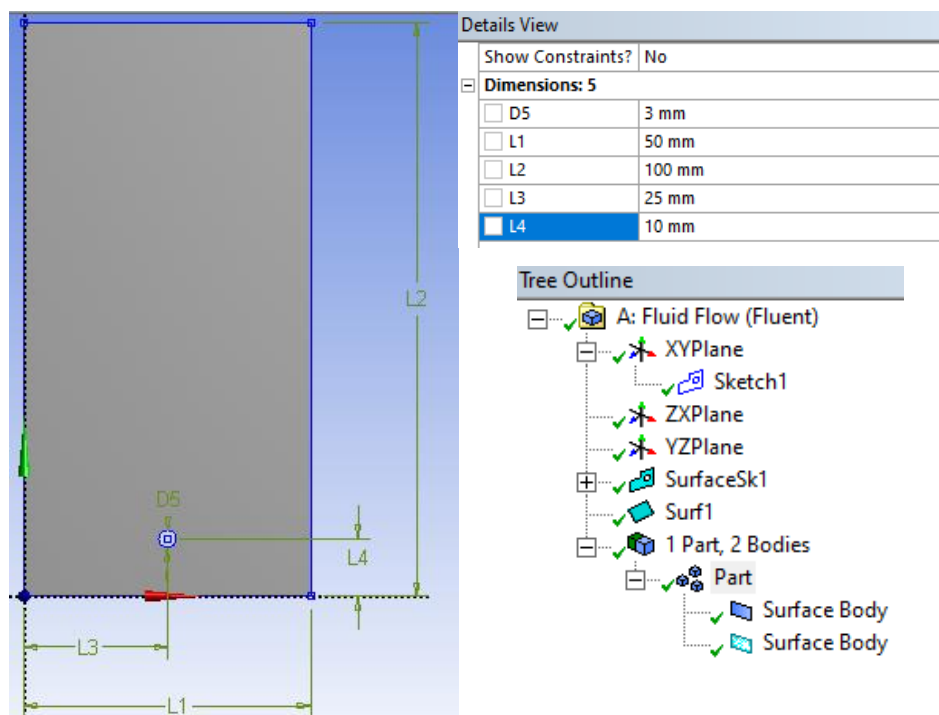 Details View
Show Constraints? No
Dimensions: 5
D5 3 mm
L1 50 mm
L2 100 mm
L3 25 mm
L4 10 mm
Tree Outline
A: Fluid Flow (Fluent)
XYPlane
Sketch1
ZXPlane
YZPlane
SurfaceSk1
Surf1
1 Part, 2 Bodies
Part
Surface Body
Surface Body
L2
D5
L4
L3
L1